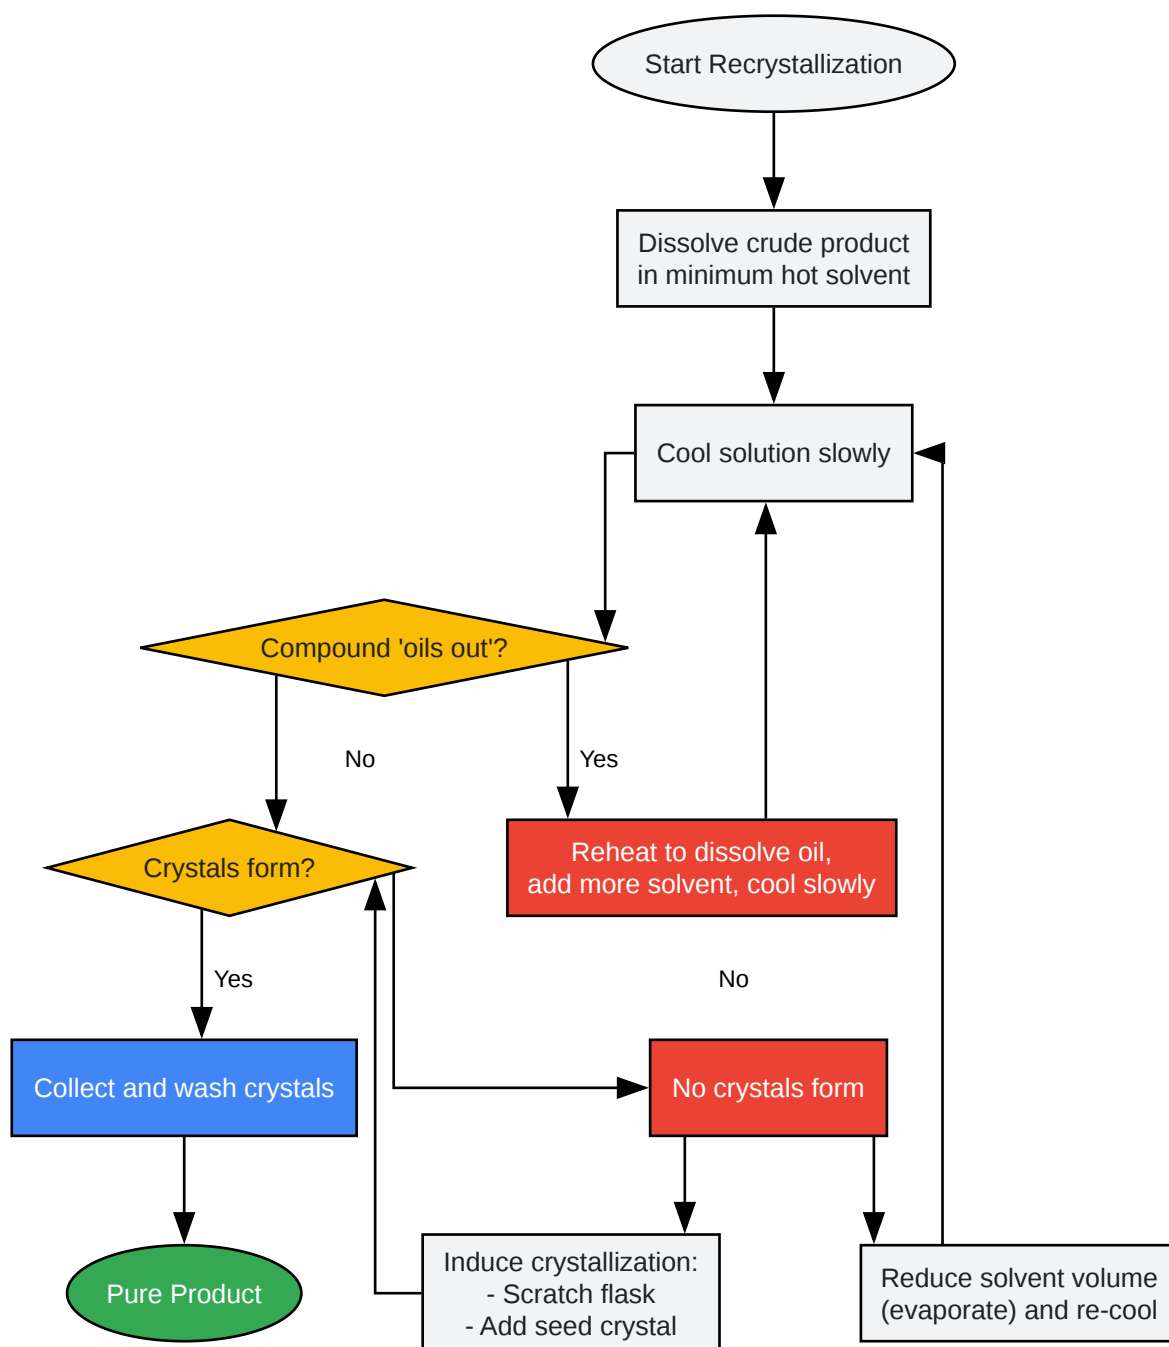 Start Recrystallization
Dissolve crude product
in minimum hot solvent
Cool solution slowly
Compound 'oils out'?
No
Yes
Crystals form?
Reheat to dissolve oil,
add more solvent, cool slowly
Yes
No
Collect and wash crystals
No crystals form
Pure Product
Induce crystallization:
- Scratch flask
- Add seed crystal
Reduce solvent volume
(evaporate) and re-cool